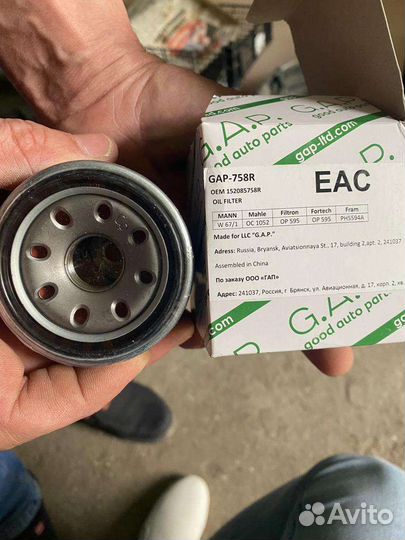 G.A.P.
good auto parts
gap-ltd.com
GAP-758R
OEM 152085758R
OIL FILTER
EAC
MANN Mahle Filtron Fortech Fram
W 67/1 OC 1052 OP 595 OP 595 PH5594A
Made for LLC "G.A.P."
Adress: Russia, Bryansk, Aviatsionnaya St., 17, building 2,apt. 2, 241037
Assembled in China
По заказу ООО «ГАП»
Адрес: 241037, Россия, г Брянск, ул. Авиационная, д 17, корп. 2, кв.
G.A.P.
good auto parts
Avito